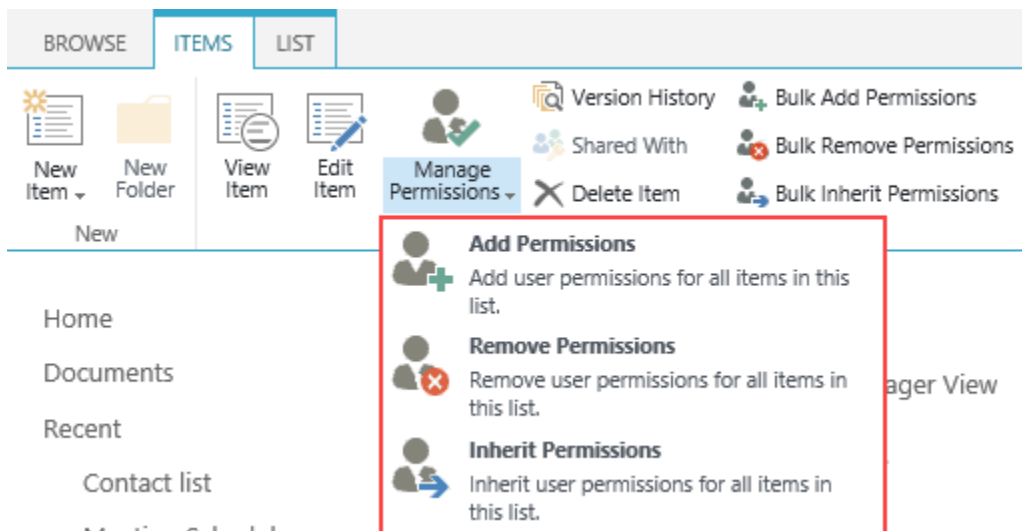 BROWSE
ITEMS
LIST
New
Item
New
Folder
View
Item
Edit
Item
Manage
Permissions
Version History
Shared With
Delete Item
Bulk Add Permissions
Bulk Remove Permissions
Bulk Inherit Permissions
New
Add Permissions
Add user permissions for all items in this
list.
Remove Permissions
Remove user permissions for all items in
this list.
Inherit Permissions
Inherit user permissions for all items in
this list.
Home
Documents
Recent
Contact list
ager View